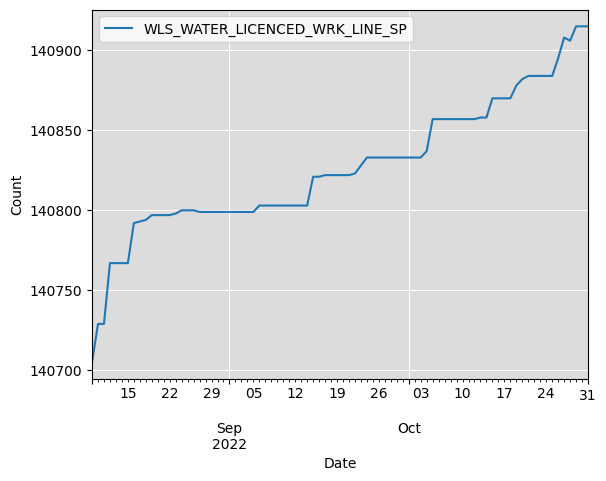 WLS_WATER_LICENCED_WRK_LINE_SP
140900
140850
140800
140750
140700
Count
15 22 29 05 12 19 26 03 10 17 24 31
Sep Oct
2022
Date